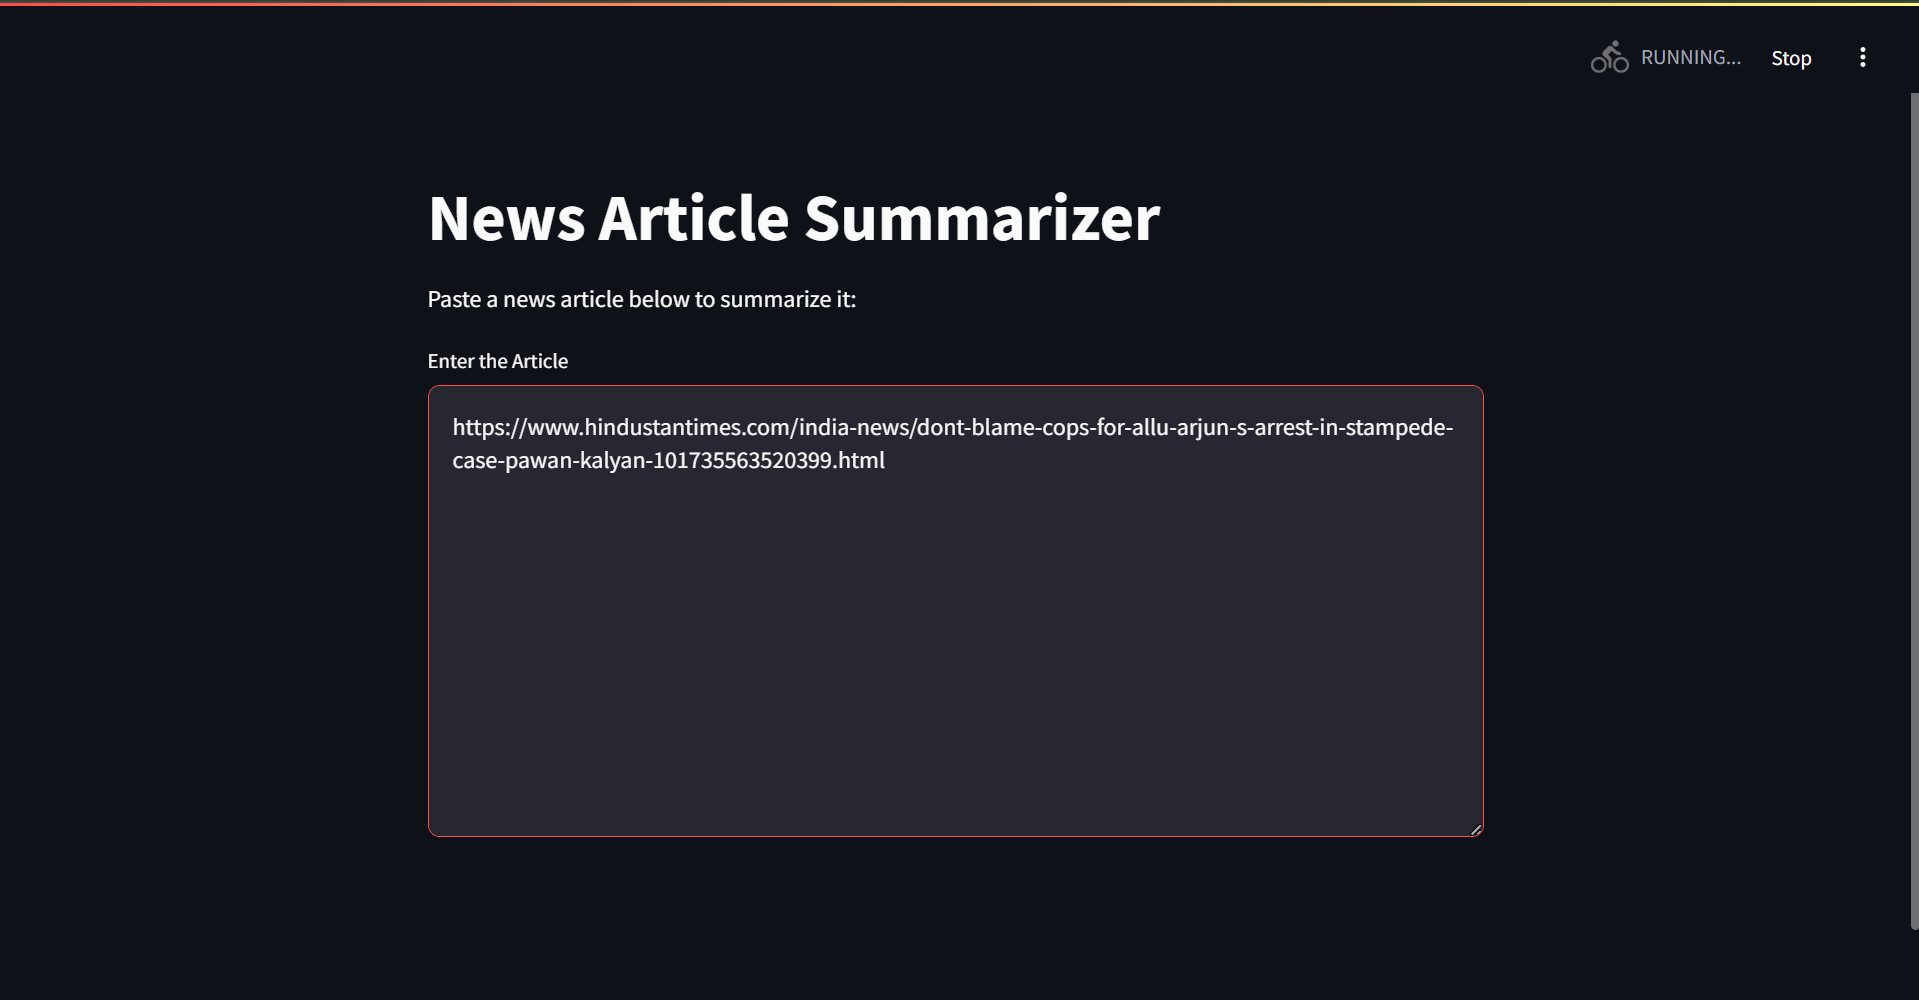 RUNNING...
Stop
News Article Summarizer
Paste a news article below to summarize it:
Enter the Article
https://www.hindustantimes.com/india-news/dont-blame-cops-for-allu-arjun-s-arrest-in-stampede-
case-pawan-kalyan-101735563520399.html